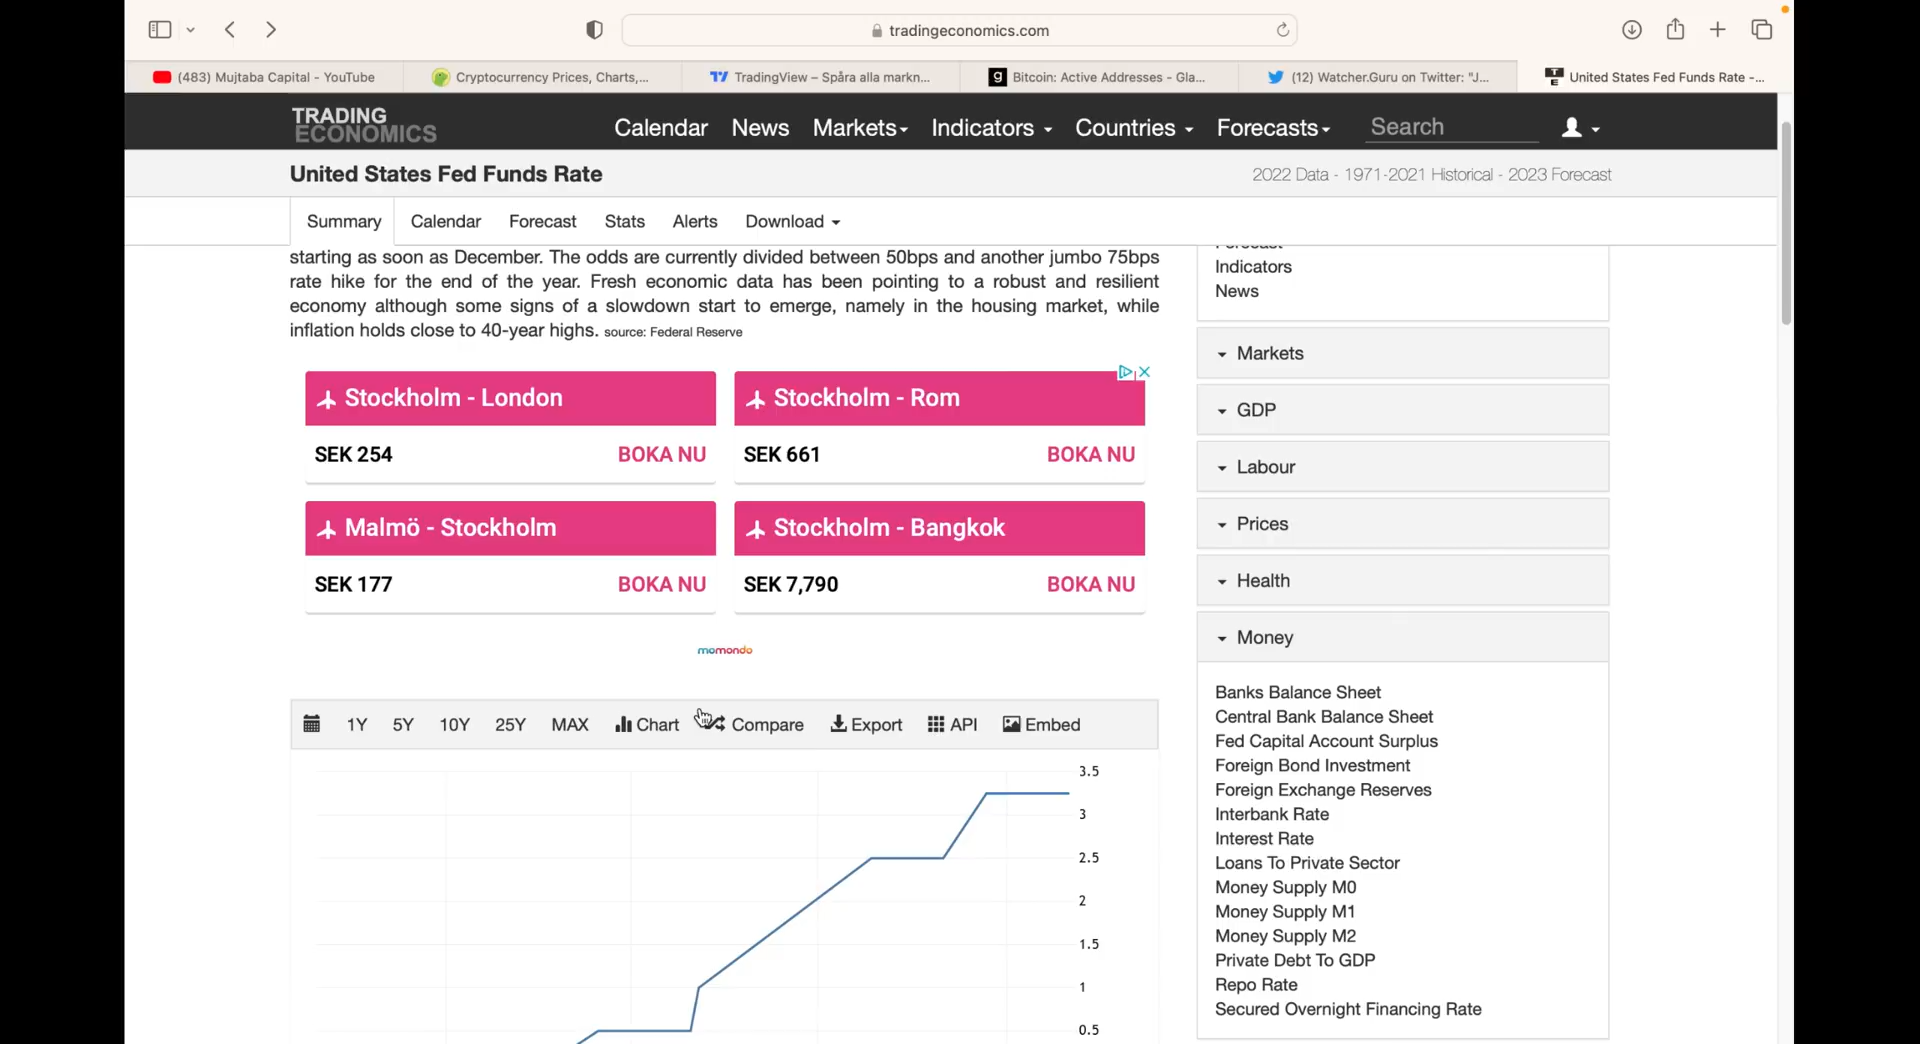 tradingeconomics.com
(483) Mujtaba Capital - YouTube
Cryptocurrency Prices, Charts,...
TradingView – Spåra alla markn...
Bitcoin: Active Addresses - Gla...
(12) Watcher.Guru on Twitter: "J...
United States Fed Funds Rate -...
TRADING
ECONOMICS
Calendar
News
Markets
Indicators
Countries
Forecasts
Search
United States Fed Funds Rate
2022 Data - 1971-2021 Historical - 2023 Forecast
Summary
Calendar
Forecast
Stats
Alerts
Download
starting as soon as December. The odds are currently divided between 50bps and another jumbo 75bps
rate hike for the end of the year. Fresh economic data has been pointing to a robust and resilient
economy although some signs of a slowdown start to emerge, namely in the housing market, while
inflation holds close to 40-year highs. source: Federal Reserve
Stockholm - London
SEK 254
BOKA NU
Stockholm - Rom
SEK 661
BOKA NU
Malmö - Stockholm
SEK 177
BOKA NU
Stockholm - Bangkok
SEK 7,790
BOKA NU
momondo
1Y
5Y
10Y
25Y
MAX
Chart
Compare
Export
API
Embed
3.5
3
2.5
2
1.5
1
0.5
Forecast
Indicators
News
Markets
GDP
Labour
Prices
Health
Money
Banks Balance Sheet
Central Bank Balance Sheet
Fed Capital Account Surplus
Foreign Bond Investment
Foreign Exchange Reserves
Interbank Rate
Interest Rate
Loans To Private Sector
Money Supply M0
Money Supply M1
Money Supply M2
Private Debt To GDP
Repo Rate
Secured Overnight Financing Rate